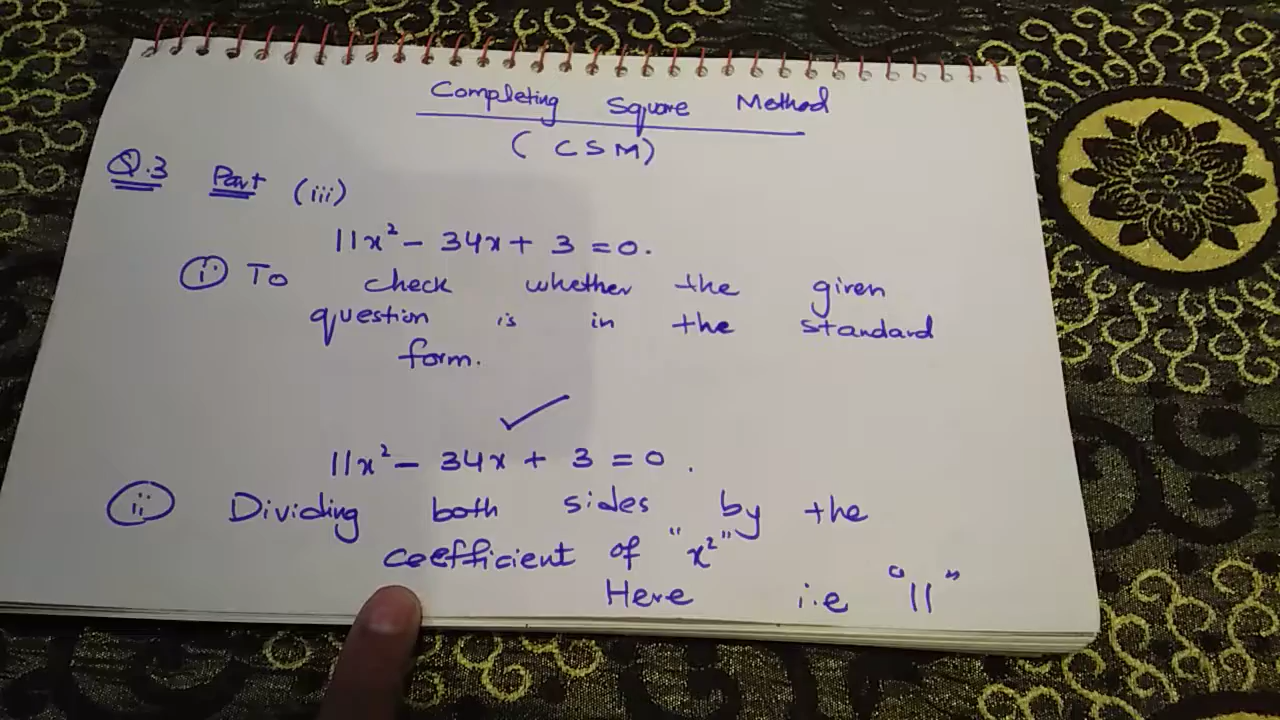 Completing Square Method
( CSM)
Q.3 Part (iii)
11x² - 34x + 3 = 0.
(i) To check whether the given
question is in the standard
form.
✓
11x² - 34x + 3 = 0 .
(ii) Dividing both sides by the
coefficient of "x²"
Here i.e "11"